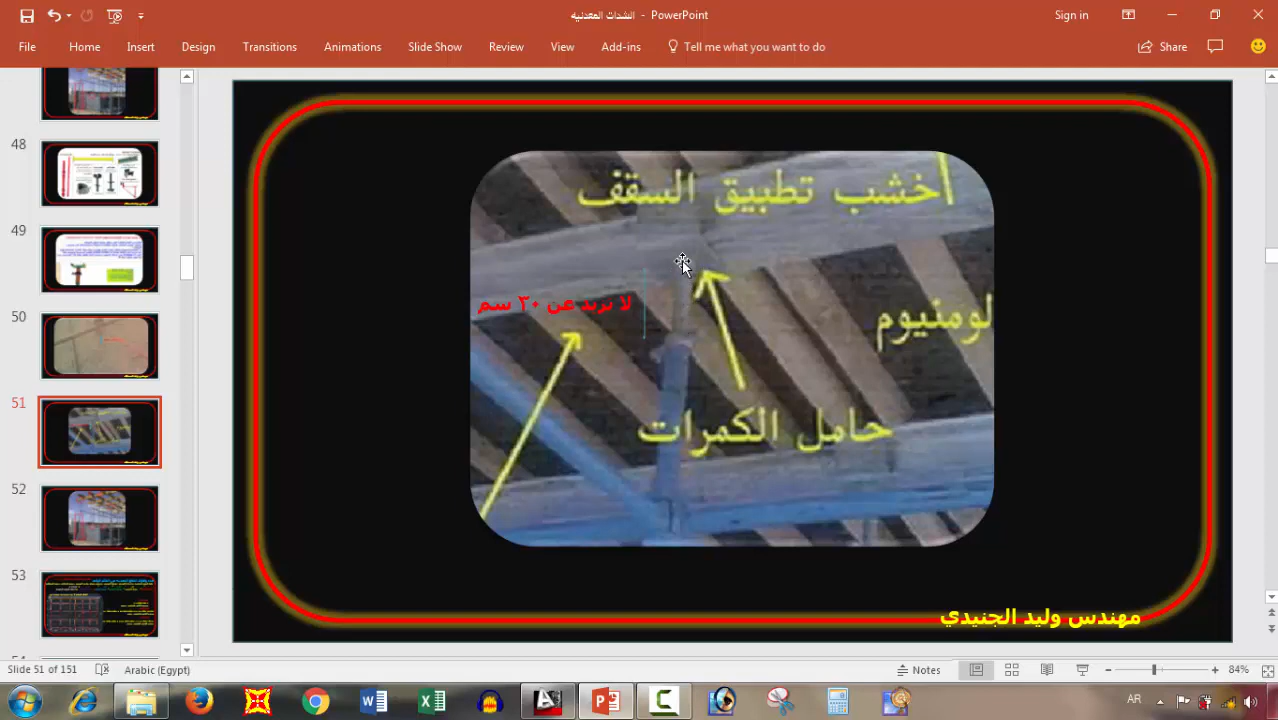 الشدات المعدنيه - PowerPoint
Sign in
File Home Insert Design Transitions Animations Slide Show Review View Add-ins Tell me what you want to do Share
48
49
50
51
52
53
أخشب تطبيق السقف
لا يزيد عن ٣٠ سم
لومنيوم
حامل الكمرات
مهندس وليد الجنيدي
Slide 51 of 151 Arabic (Egypt) Notes 84%
AR